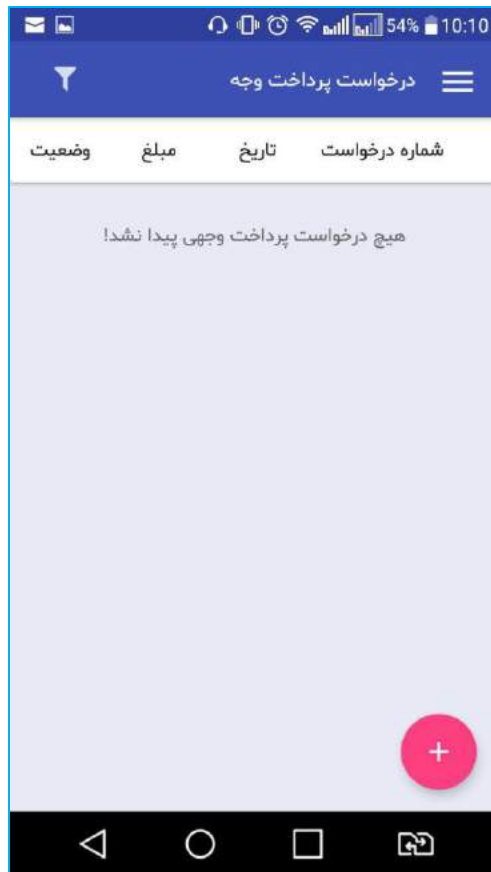 54% 10:10
درخواست پرداخت وجه
شماره درخواست تاریخ مبلغ وضعیت
هیچ درخواست پرداخت وجهی پیدا نشد!
+